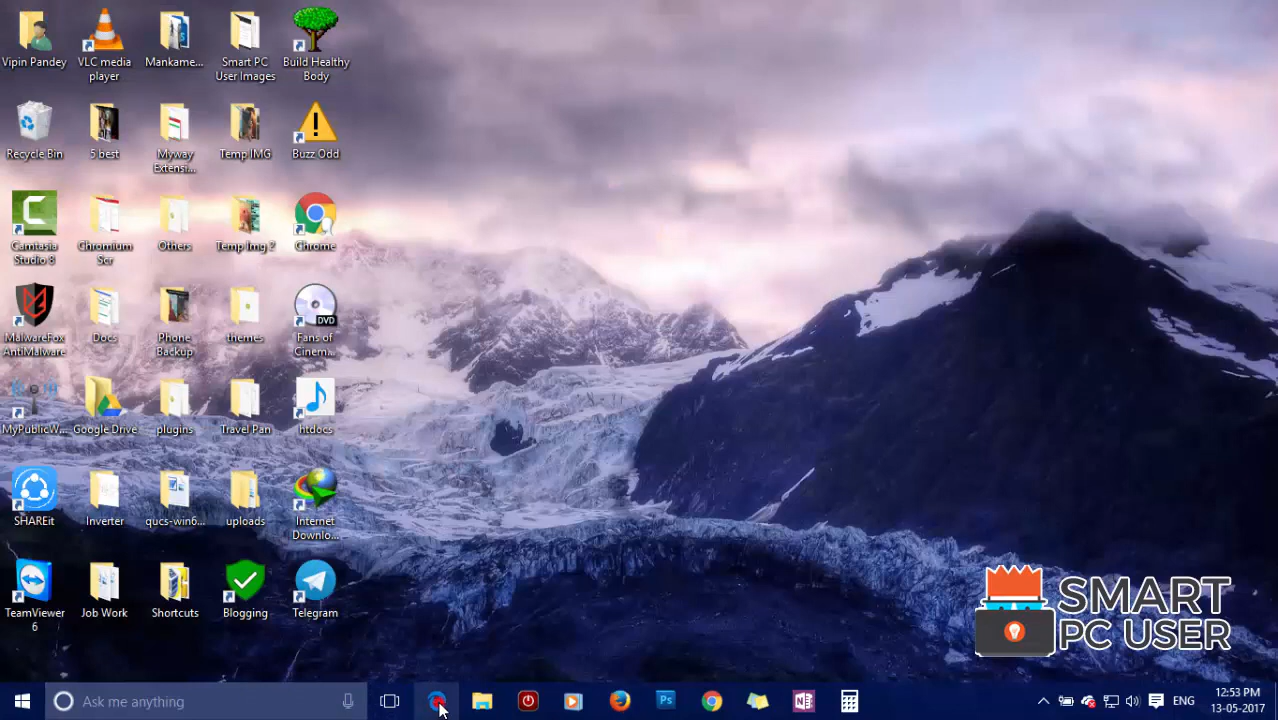 Vipin Pandey
VLC media
player
Mankame...
Smart PC
User Images
Build Healthy
Body
Recycle Bin
5 best
Myway
Extensi...
Temp IMG
Buzz Odd
Camtasia
Studio 8
Chromium
Scr
Others
Temp Img 2
Chrome
MalwareFox
AntiMalware
Docs
Phone
Backup
themes
DVD
Fans of
Cinem...
MyPublicW...
Google Drive
plugins
Travel Pan
htdocs
SHAREit
Inverter
qucs-win6...
uploads
Internet
Downlo...
TeamViewer
6
Job Work
Shortcuts
Blogging
Telegram
SMART
PC USER
Ask me anything
Ps
N
ENG
12:53 PM
13-05-2017